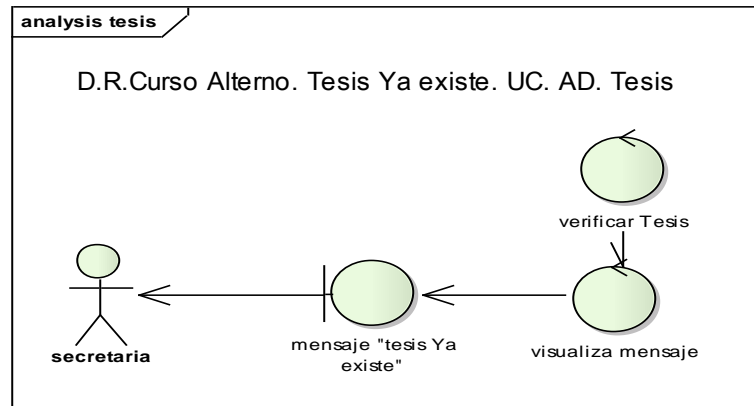 analysis tesis
D.R.Curso Alterno. Tesis Ya existe. UC. AD. Tesis
verificar Tesis
secretaria
mensaje "tesis Ya
existe"
visualiza mensaje